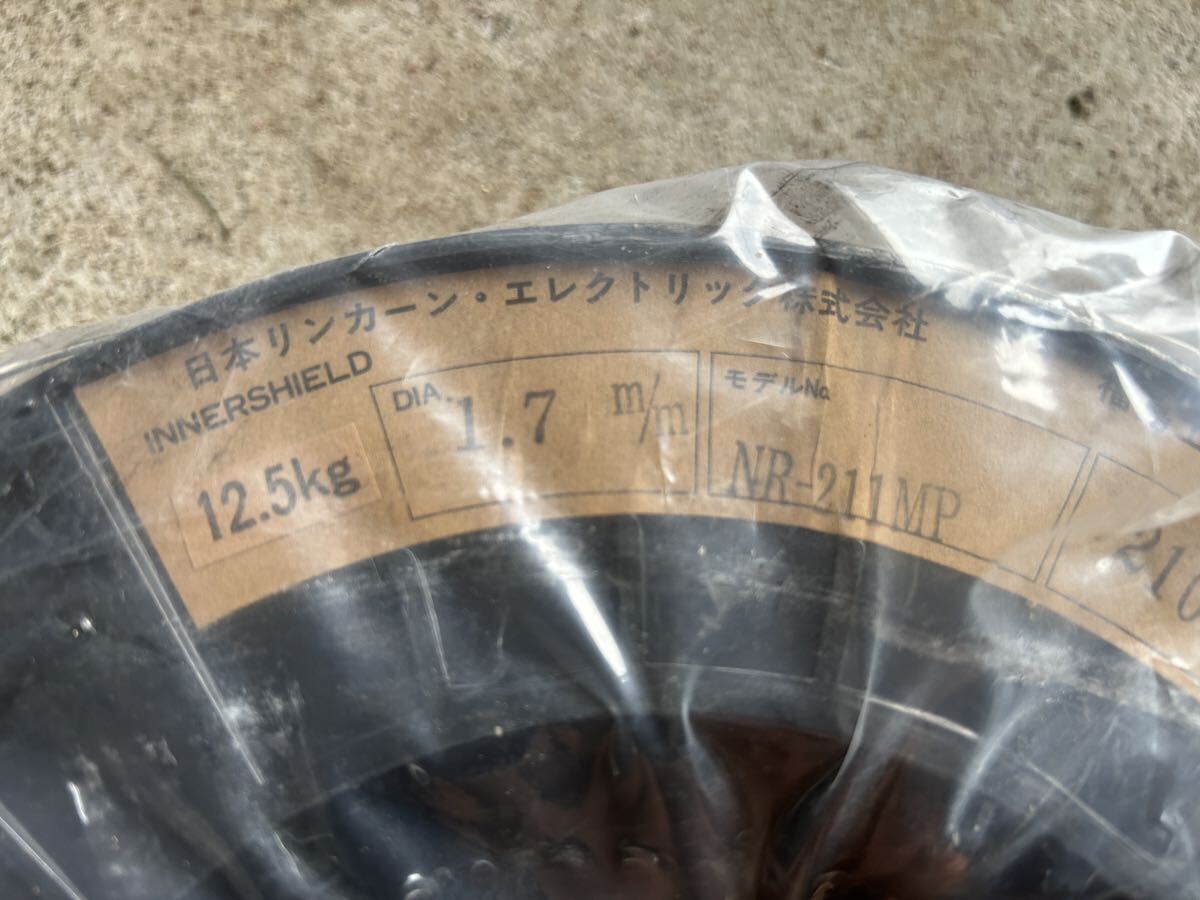 日本リンカーン・エレクトリック株式会社
INNERSHIELD
12.5kg
DIA. 1.7 m/m
モデルNo.
NR-211MP